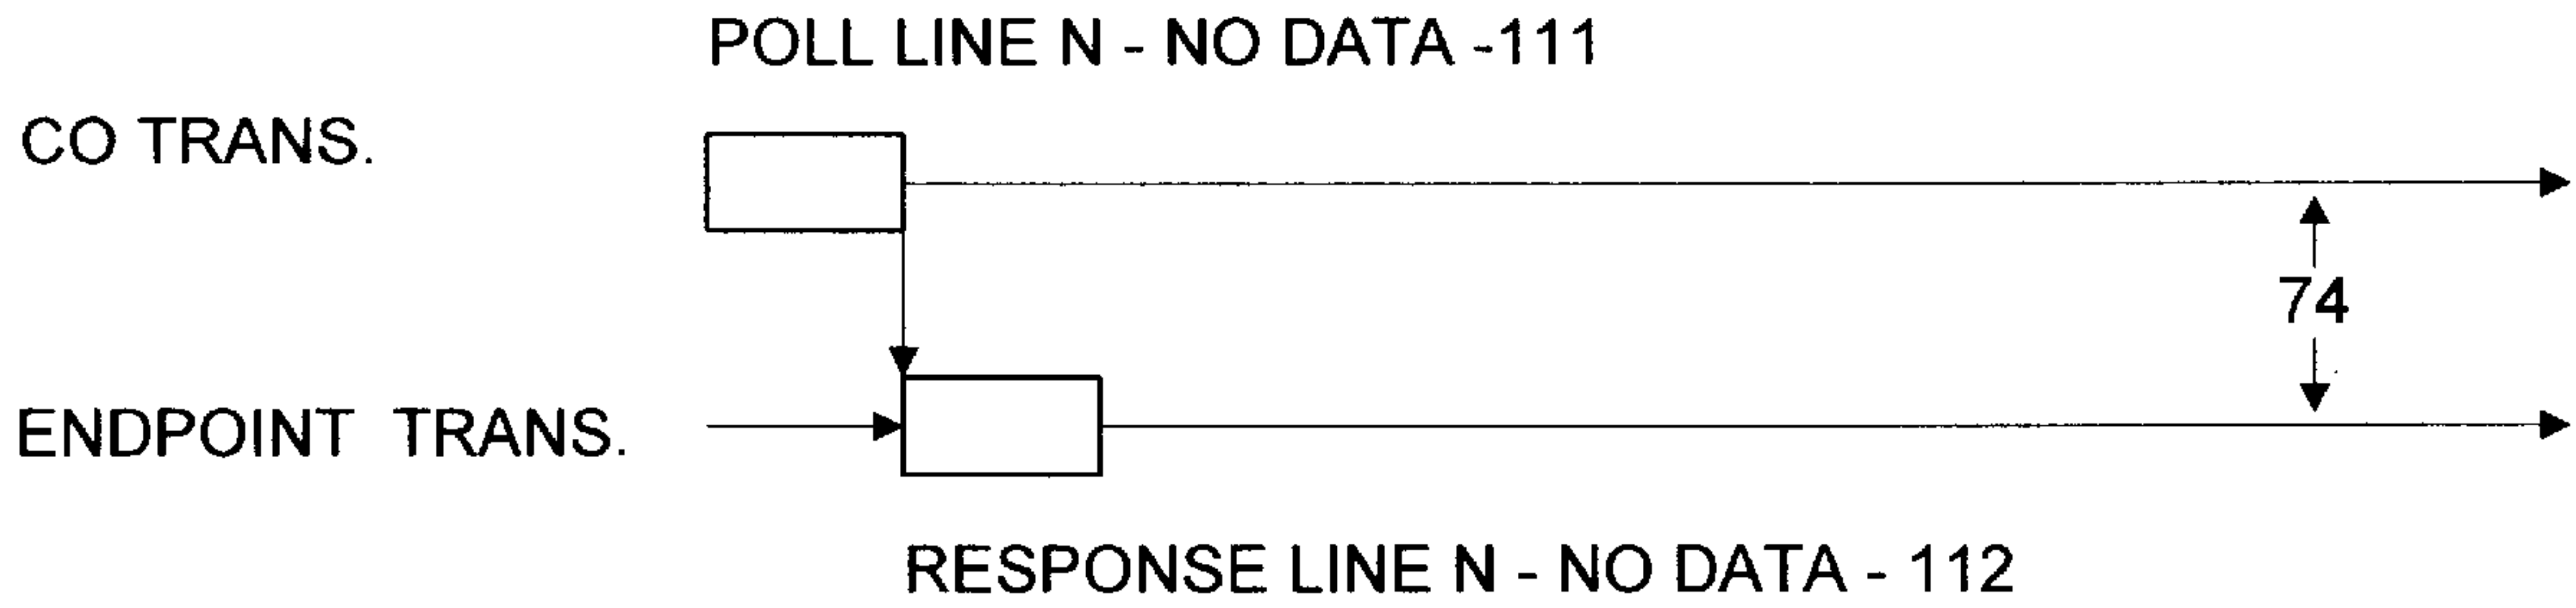 POLL LINE N - NO DATA -111
CO TRANS.
74
ENDPOINT TRANS.
RESPONSE LINE N - NO DATA - 112